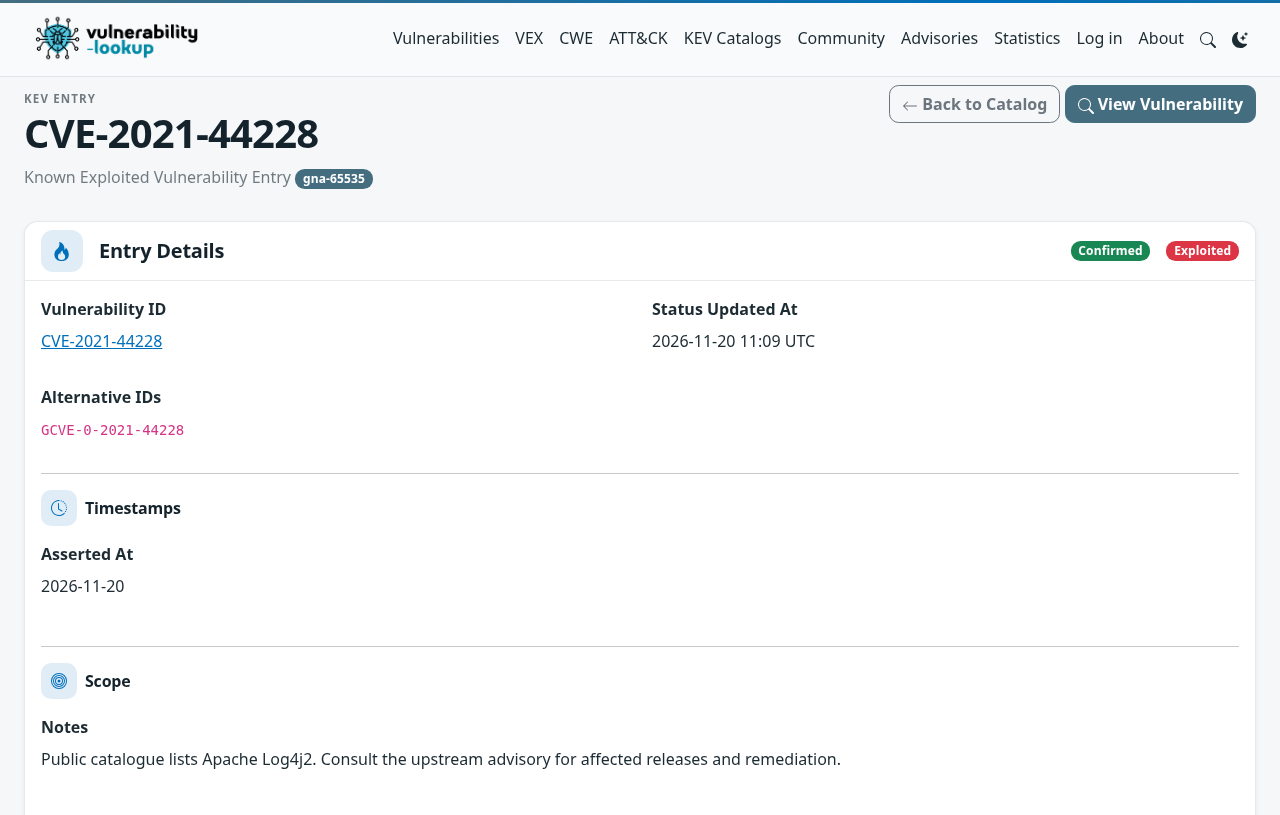 vulnerability
-lookup
Vulnerabilities VEX CWE ATT&CK KEV Catalogs Community Advisories Statistics Log in About
KEV ENTRY
Back to Catalog View Vulnerability
CVE-2021-44228
Known Exploited Vulnerability Entry gna-65535
Entry Details Confirmed Exploited
Vulnerability ID Status Updated At
CVE-2021-44228 2026-11-20 11:09 UTC
Alternative IDs
GCVE-0-2021-44228
Timestamps
Asserted At
2026-11-20
Scope
Notes
Public catalogue lists Apache Log4j2. Consult the upstream advisory for affected releases and remediation.